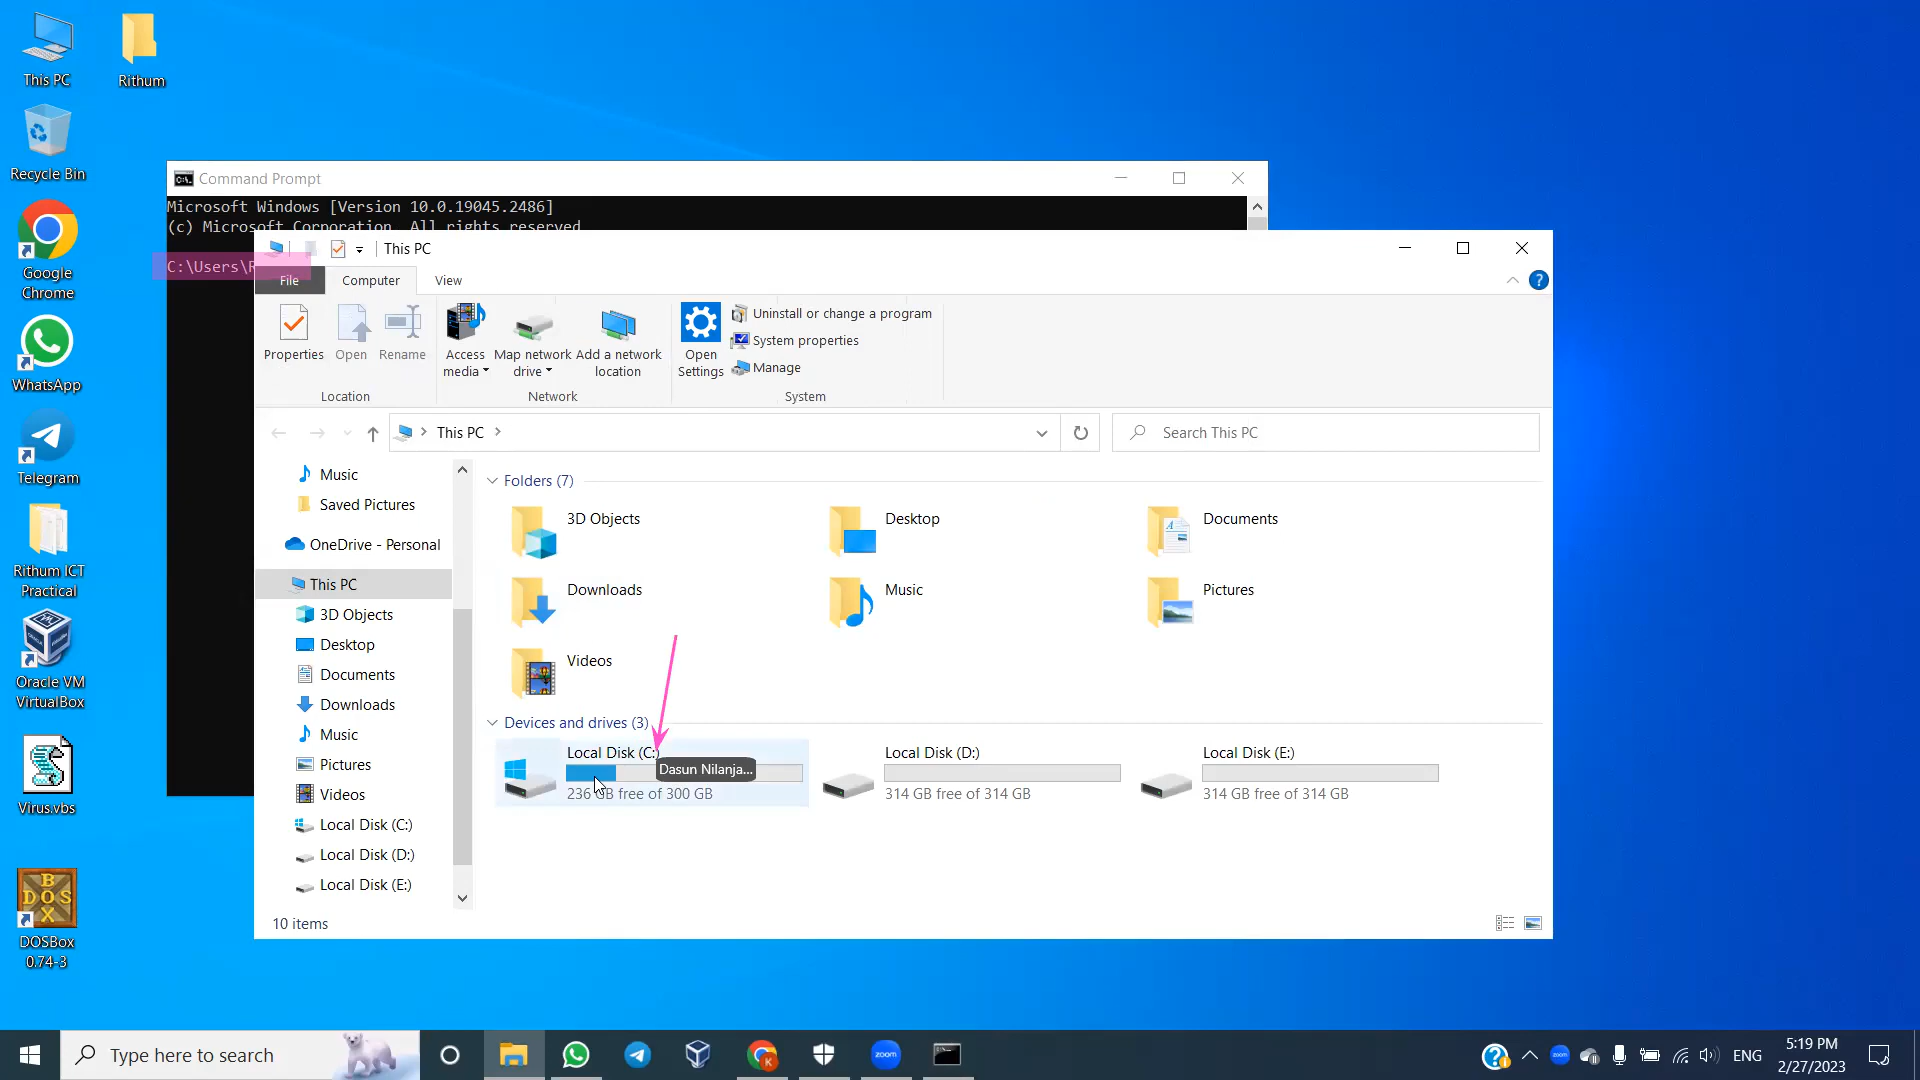 This PC
Rithum
Recycle Bin
Google
Chrome
WhatsApp
Telegram
Rithum ICT
Practical
Oracle VM
VirtualBox
Virus.vbs
DOSBox
0.74-3
Command Prompt
Microsoft Windows [Version 10.0.19045.2486]
(c) Microsoft Corporation. All rights reserved
C:\Users\R
This PC
File
Computer
View
Properties
Open
Rename
Location
Access
media
Map network
drive
Add a network
location
Network
Open
Settings
Uninstall or change a program
System properties
Manage
System
This PC
Search This PC
Music
Saved Pictures
OneDrive - Personal
This PC
3D Objects
Desktop
Documents
Downloads
Music
Pictures
Videos
Local Disk (C:)
Local Disk (D:)
Local Disk (E:)
Folders (7)
3D Objects
Desktop
Documents
Downloads
Music
Pictures
Videos
Devices and drives (3)
Local Disk (C:)
Dasun Nilanja...
236 GB free of 300 GB
Local Disk (D:)
314 GB free of 314 GB
Local Disk (E:)
314 GB free of 314 GB
10 items
Type here to search
zoom
ENG
5:19 PM
2/27/2023